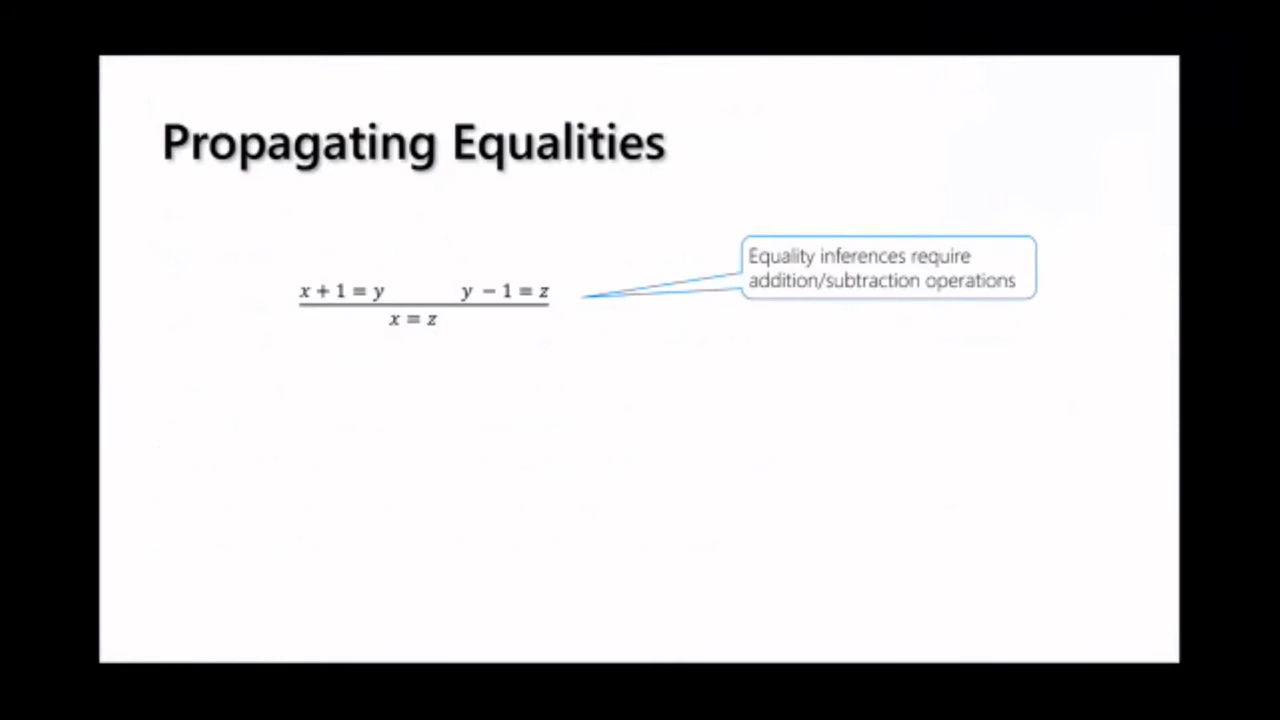 Propagating Equalities
Equality inferences require
addition/subtraction operations
x + 1 = y y − 1 = z
x = z